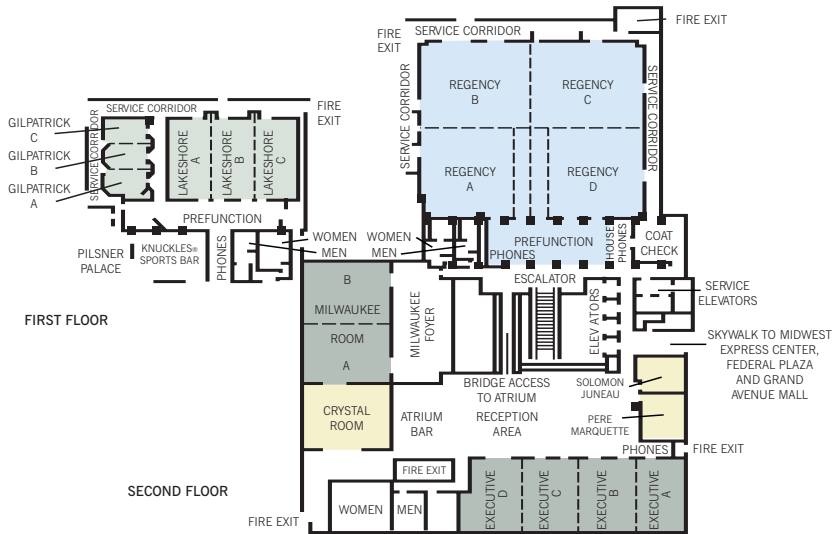 FIRE EXIT
SERVICE CORRIDOR
FIRE
EXIT
REGENCY
B
REGENCY
C
SERVICE CORRIDOR
SERVICE CORRIDOR
REGENCY
A
REGENCY
D
PREFUNCTION
PHONES
HOUSE
PHONES
COAT
CHECK
SERVICE CORRIDOR
FIRE
EXIT
GILPATRICK
C
GILPATRICK
B
GILPATRICK
A
SERVICE CORRIDOR
LAKESHORE
A
LAKESHORE
B
LAKESHORE
C
PREFUNCTION
PILSNER
PALACE
KNUCKLES®
SPORTS BAR
PHONES
WOMEN
MEN
WOMEN
MEN
FIRST FLOOR
B
MILWAUKEE
ROOM
A
MILWAUKEE
FOYER
ESCALATOR
ELEVATORS
SERVICE
ELEVATORS
SKYWALK TO MIDWEST
EXPRESS CENTER,
FEDERAL PLAZA
AND GRAND
AVENUE MALL
BRIDGE ACCESS
TO ATRIUM
SOLOMON
JUNEAU
CRYSTAL
ROOM
ATRIUM
BAR
RECEPTION
AREA
PERE
MARQUETTE
PHONES
FIRE EXIT
FIRE EXIT
SECOND FLOOR
WOMEN
MEN
EXECUTIVE
D
EXECUTIVE
C
EXECUTIVE
B
EXECUTIVE
A
FIRE EXIT